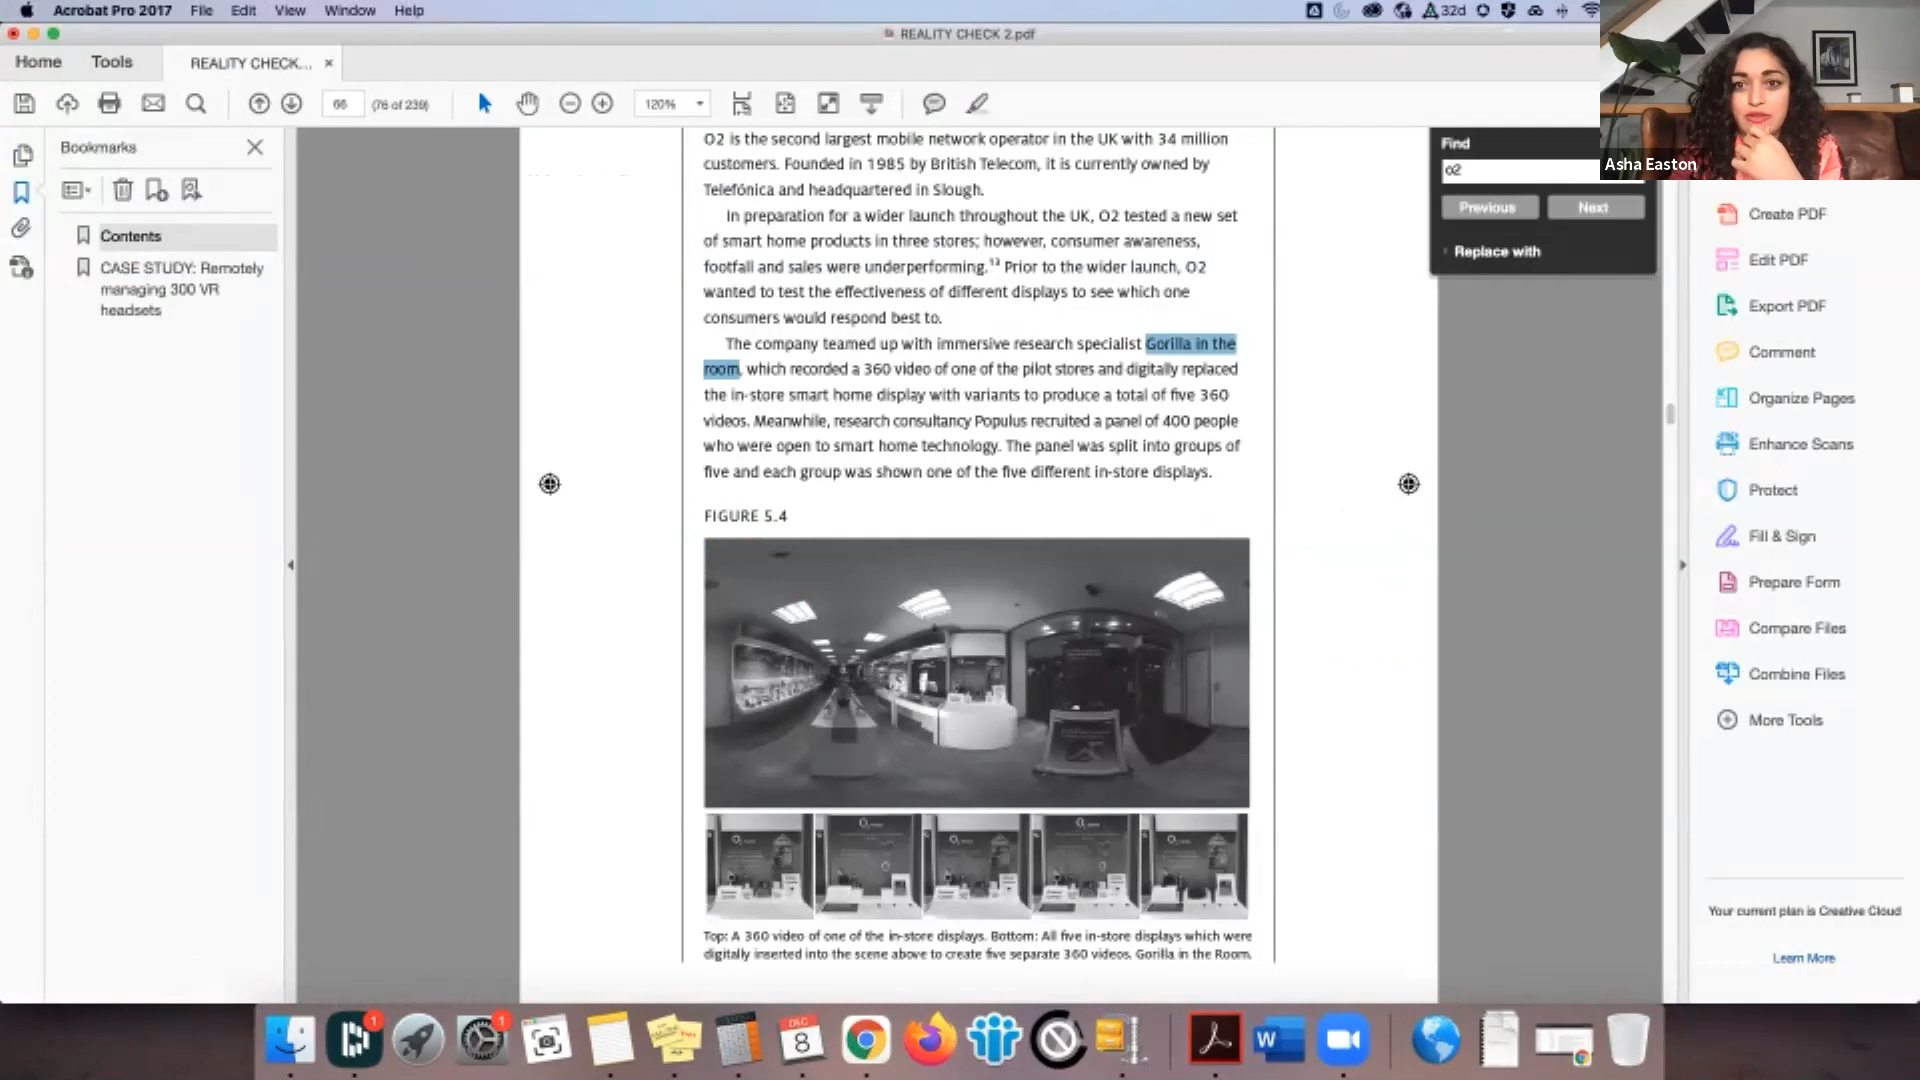 Acrobat Pro 2017 File Edit View Window Help
32d
REALITY CHECK 2.pdf
Home Tools REALITY CHECK... ×
66 (76 of 239) 120%
Bookmarks
Contents
CASE STUDY: Remotely
managing 300 VR
headsets
O2 is the second largest mobile network operator in the UK with 34 million
customers. Founded in 1985 by British Telecom, it is currently owned by
Telefónica and headquartered in Slough.
In preparation for a wider launch throughout the UK, O2 tested a new set
of smart home products in three stores; however, consumer awareness,
footfall and sales were underperforming.13 Prior to the wider launch, O2
wanted to test the effectiveness of different displays to see which one
consumers would respond best to.
The company teamed up with immersive research specialist Gorilla in the
room, which recorded a 360 video of one of the pilot stores and digitally replaced
the in-store smart home display with variants to produce a total of five 360
videos. Meanwhile, research consultancy Populus recruited a panel of 400 people
who were open to smart home technology. The panel was split into groups of
five and each group was shown one of the five different in-store displays.
FIGURE 5.4
Top: A 360 video of one of the in-store displays. Bottom: All five in-store displays which were
digitally inserted into the scene above to create five separate 360 videos. Gorilla in the Room.
Find
o2
Previous Next
Replace with
Asha Easton
Create PDF
Edit PDF
Export PDF
Comment
Organize Pages
Enhance Scans
Protect
Fill & Sign
Prepare Form
Compare Files
Combine Files
More Tools
Your current plan is Creative Cloud
Learn More
1
1
DEC
8
W